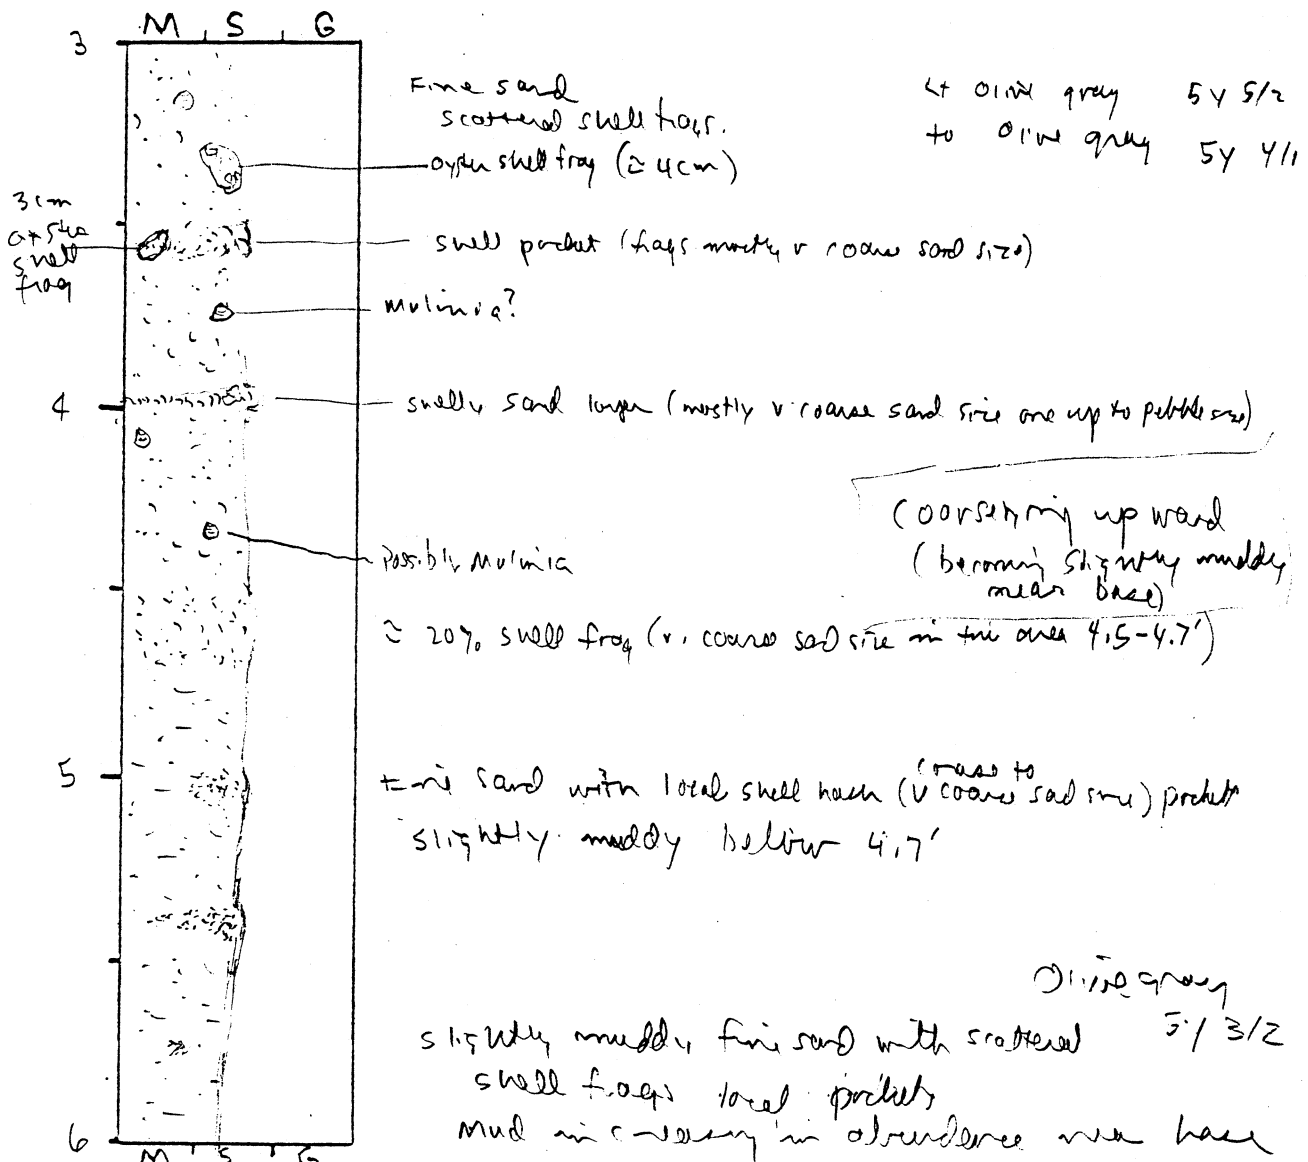 M S G
3
Fine sand
scattered shell frags.
Lt Olive gray 5Y 5/2
to Olive gray 5Y 4/1
oyster shell frag (≈ 4cm)
3cm
oyster
shell
frag
shell pocket (frags mostly v coarse sand size)
Mulinia?
4
shelly sand layer (mostly v coarse sand size one up to pebble size)
Coarsening upward
(becoming slightly muddy
near base)
Possibly Mulinia
≈ 20% shell frag (v. coarse sand size in the area 4.5-4.7')
5
Fine sand with local shell hash (coarse to v coarse sand size) pockets
slightly muddy below 4.7'
Olive gray
5Y 3/2
slightly muddy fine sand with scattered
shell frags local pockets
Mud increasing in abundance near base
6
M S G